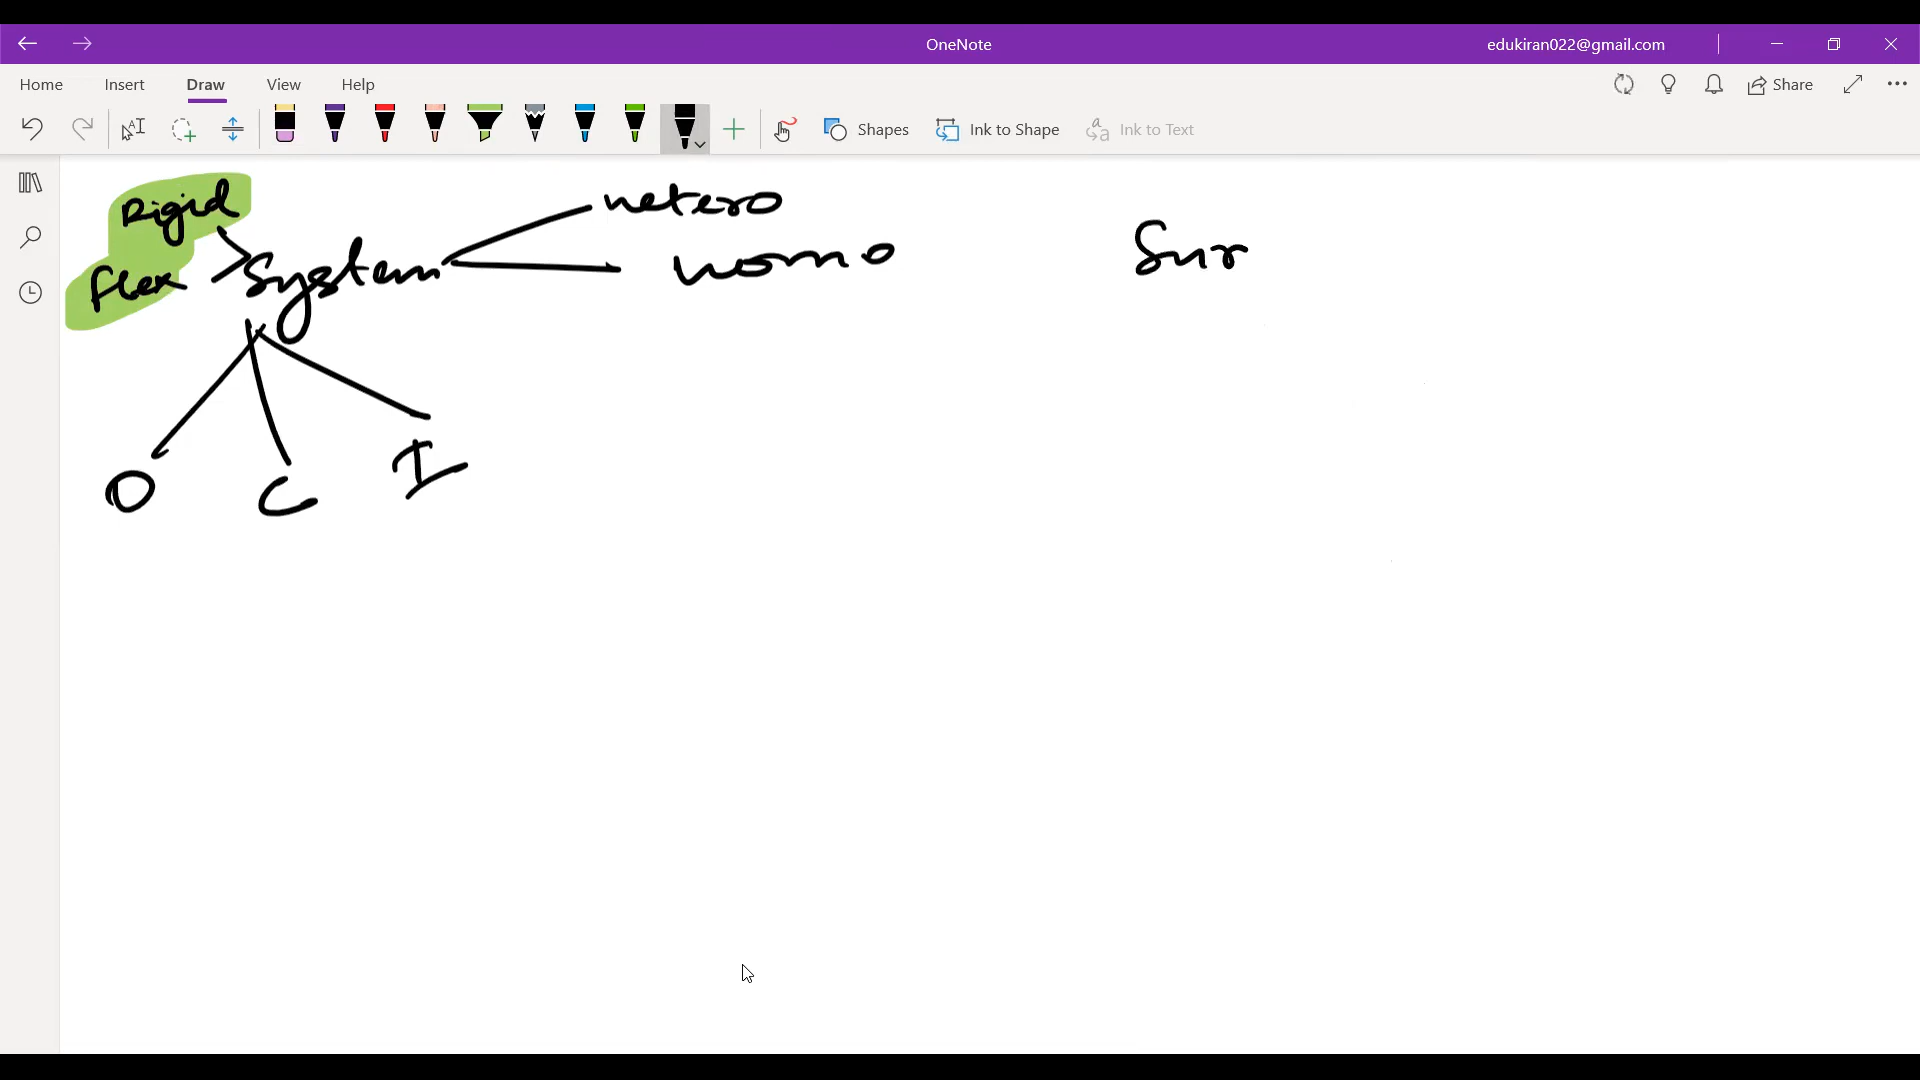 OneNote
edukiran022@gmail.com
Home Insert Draw View Help
Share
Shapes Ink to Shape Ink to Text
Rigid
flex
System
hetero
homo
Sur
O C I